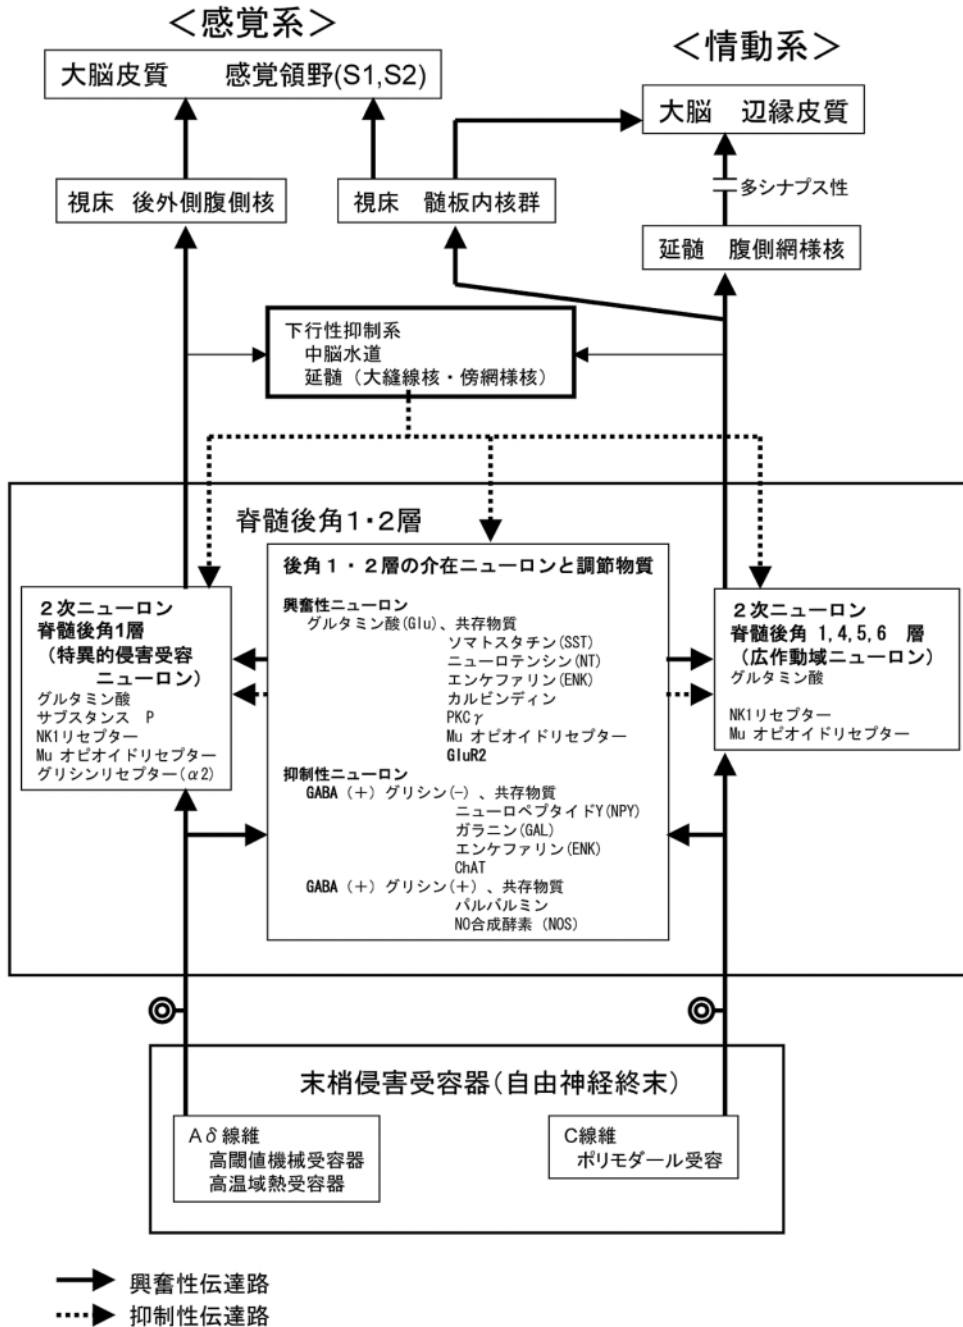 ＜感覚系＞
＜情動系＞
大脳皮質　感覚領野(S1,S2)
大脳　辺縁皮質
多シナプス性
視床　後外側腹側核
視床　髄板内核群
延髄　腹側網様核
下行性抑制系
中脳水道
延髄（大縫線核・傍網様核）
脊髄後角1・2層
２次ニューロン
脊髄後角1層
（特異的侵害受容
ニューロン）
グルタミン酸
サブスタンス　P
NK1リセプター
Mu オピオイドリセプター
グリシンリセプター(α2)
後角１・２層の介在ニューロンと調節物質
興奮性ニューロン
グルタミン酸(Glu)、共存物質
ソマトスタチン(SST)
ニューロテンシン(NT)
エンケファリン(ENK)
カルビンディン
PKCγ
Mu オピオイドリセプター
GluR2
抑制性ニューロン
GABA（+）グリシン(-)、共存物質
ニューロペプタイドY(NPY)
ガラニン(GAL)
エンケファリン(ENK)
ChAT
GABA（+）グリシン(+)、共存物質
パルバルミン
NO合成酵素（NOS）
２次ニューロン
脊髄後角 1,4,5,6　層
（広作動域ニューロン）
グルタミン酸
NK1リセプター
Mu オピオイドリセプター
末梢侵害受容器（自由神経終末）
Aδ線維
高閾値機械受容器
高温域熱受容器
C線維
ポリモダール受容
興奮性伝達路
抑制性伝達路